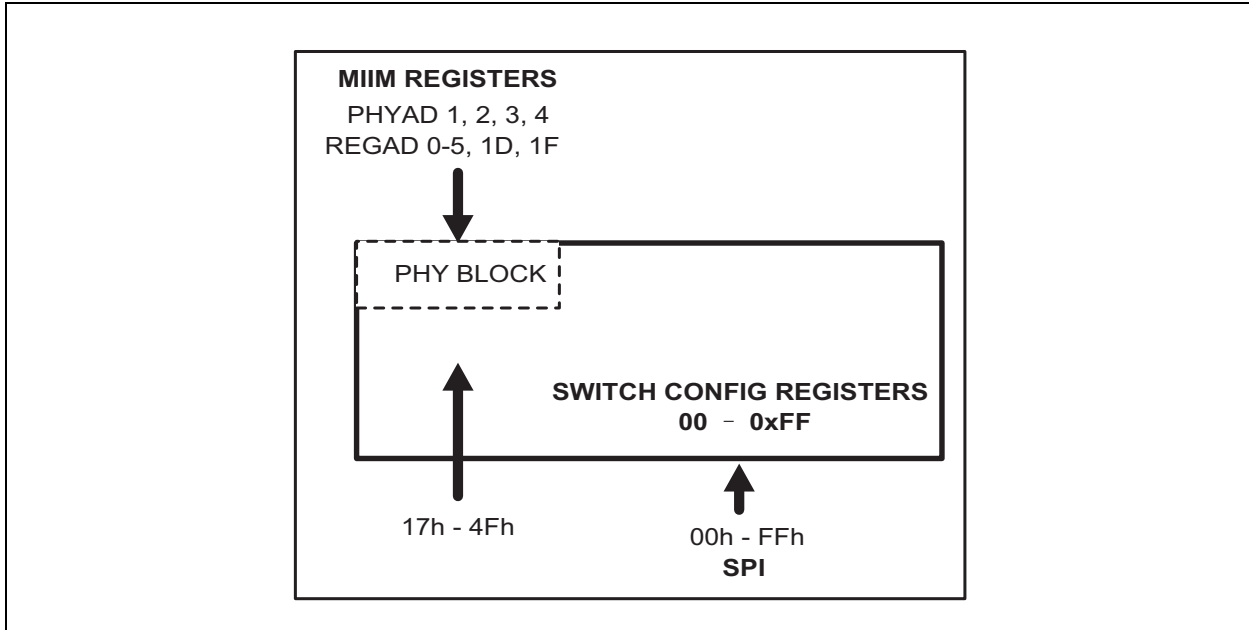 MIIM REGISTERS
PHYAD 1, 2, 3, 4
REGAD 0-5, 1D, 1F
PHY BLOCK
SWITCH CONFIG REGISTERS
00 – 0xFF
17h - 4Fh
00h - FFh
SPI